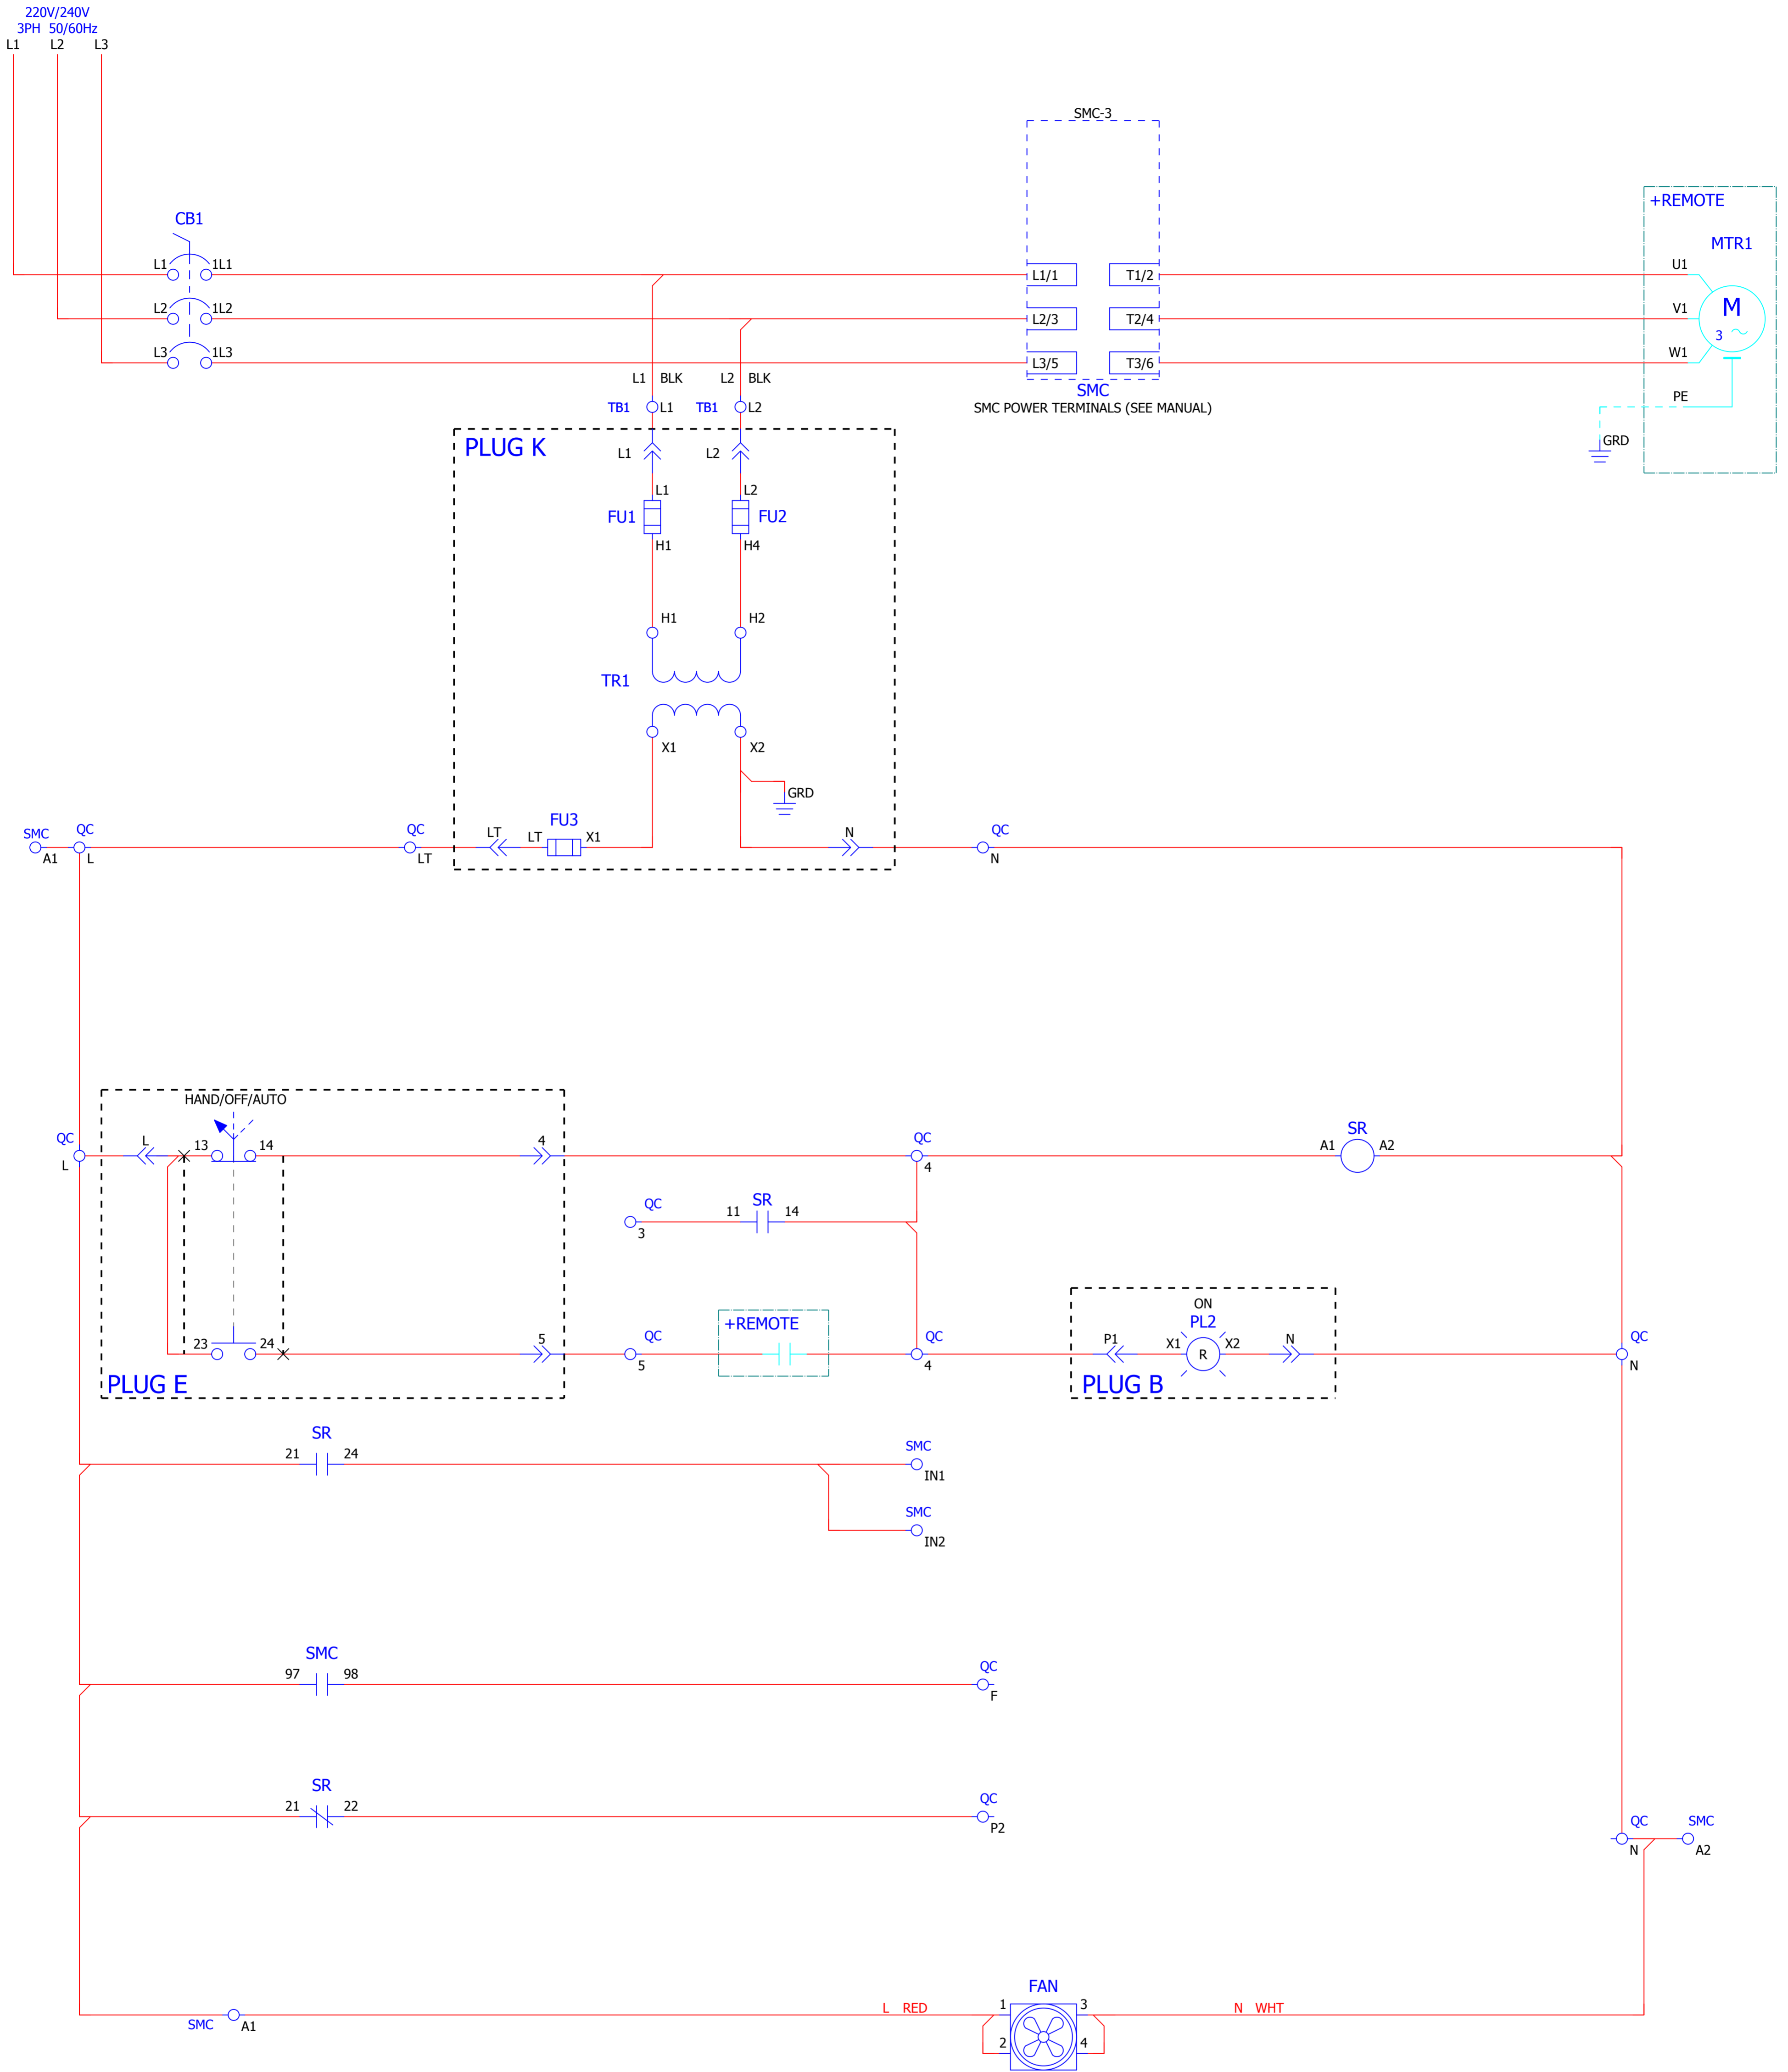 220V/240V
3PH 50/60Hz
L1 L2 L3
SMC-3
+REMOTE
MTR1
CB1
L1 1L1
L1/1 T1/2
U1
L2 1L2
L2/3 T2/4
V1
M
3
L3 1L3
L3/5 T3/6
W1
SMC
SMC POWER TERMINALS (SEE MANUAL)
PE
GRD
L1 BLK L2 BLK
TB1 L1 TB1 L2
PLUG K
L1 L2
L1 L2
FU1 FU2
H1 H4
H1 H2
TR1
X1 X2
GRD
FU3
SMC QC QC LT LT X1 N QC
A1 L LT N
HAND/OFF/AUTO
QC L 13 14 4 QC
L 4
SR
A1 A2
QC 11 SR 14
3
+REMOTE
23 24 5 QC
5 4
PLUG E
ON
PL2
P1 X1 R X2 N
PLUG B
QC
N
SR
21 24
SMC
IN1
SMC
IN2
SMC
97 98
QC
F
SR
21 22
QC
P2
QC SMC
N A2
FAN
L RED 1 3 N WHT
SMC A1
2 4